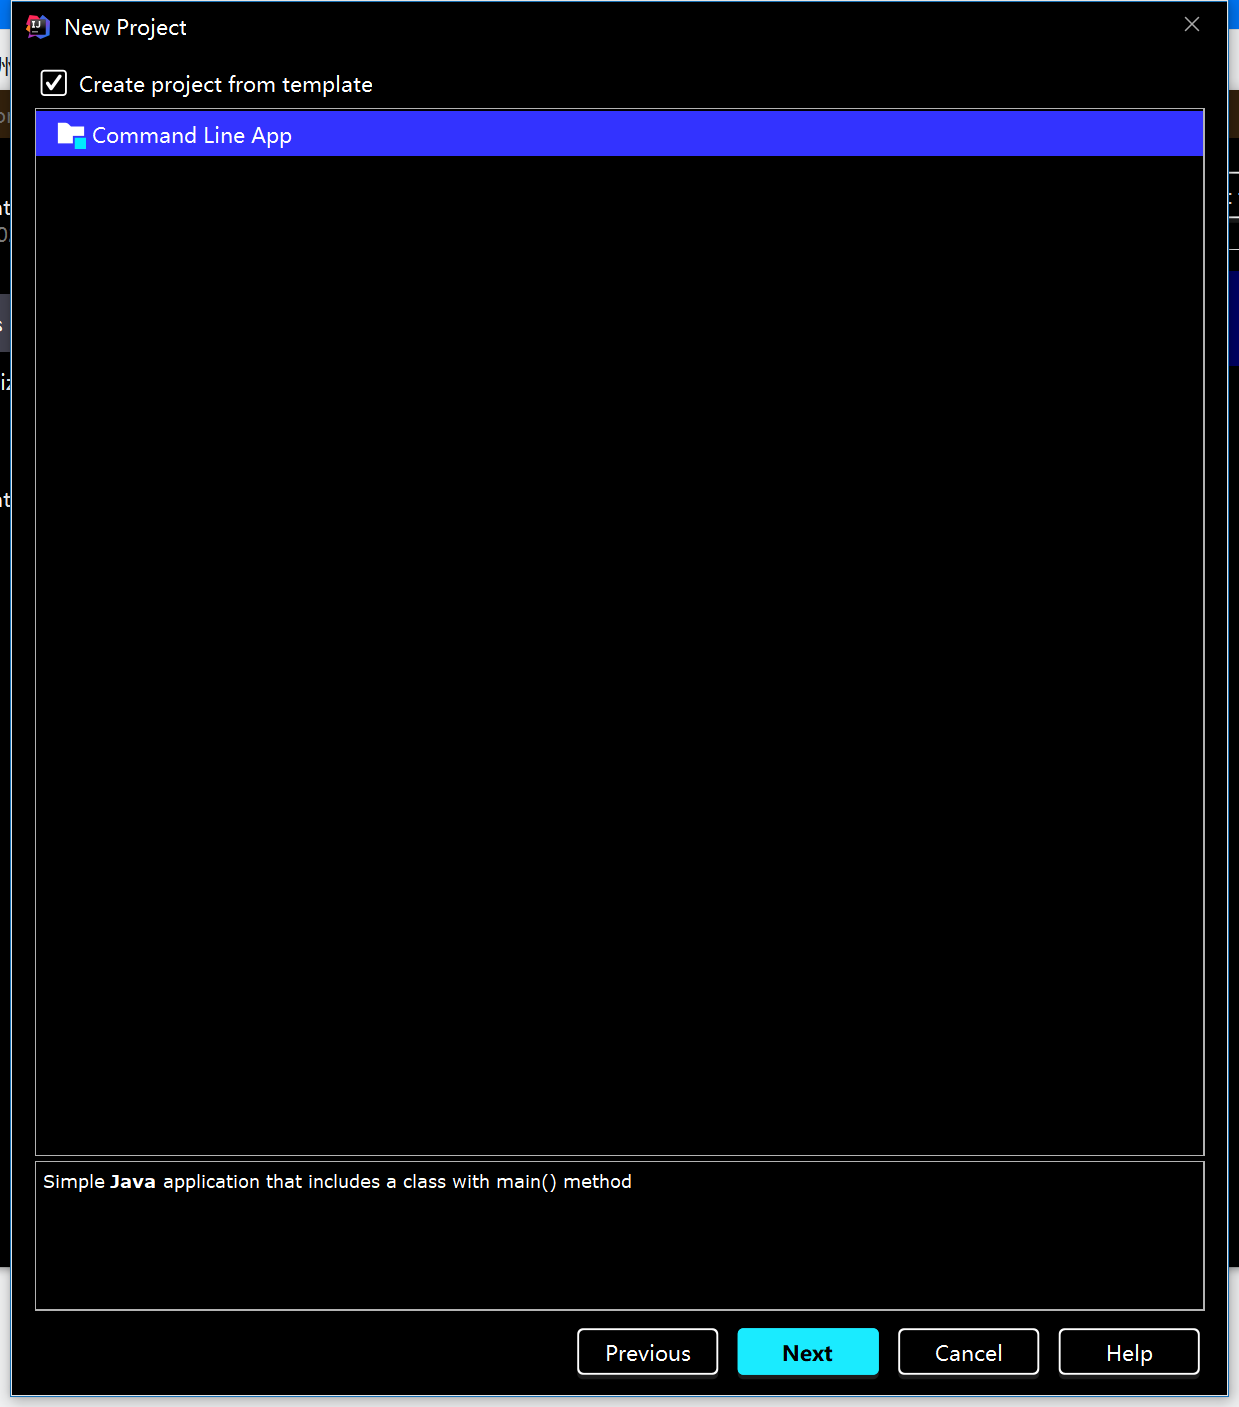 New Project
Create project from template
Command Line App
Simple Java application that includes a class with main() method
Previous
Next
Cancel
Help